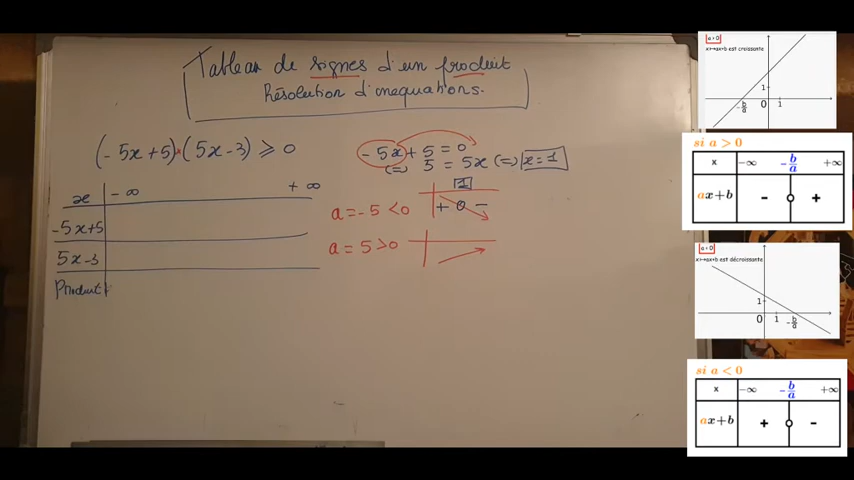 Tableau de signes d'un produit
Résolution d'inequations.
(-5x+5)×(5x-3) ≥ 0
-5x+5=0
(=) 5 = 5x (=) x=1
x -∞ +∞
-5x+5
5x-3
Produit
1
a=-5<0 + 0 -
a=5>0
a>0
x↦ax+b est croissante
1
-b/a 0 1
si a > 0
x -∞ -b/a +∞
ax+b - +
a<0
x↦ax+b est décroissante
1
0 1 -b/a
si a < 0
x -∞ -b/a +∞
ax+b + -